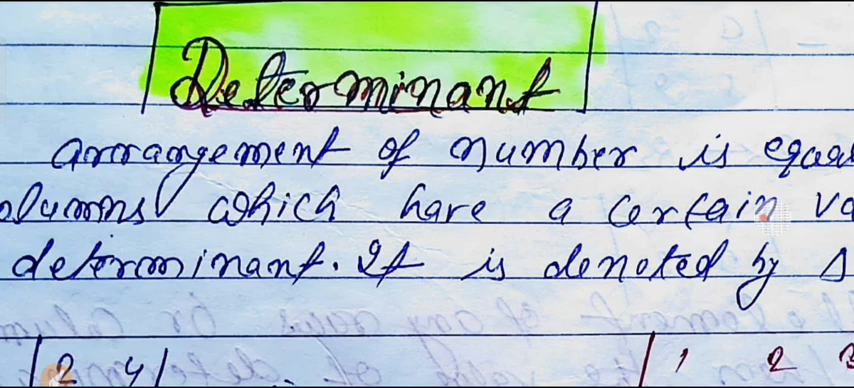 Determinant
arrangement of number is equal
olumns which have a certain va
determinant. It is denoted by Δ
2 4
1 2 3